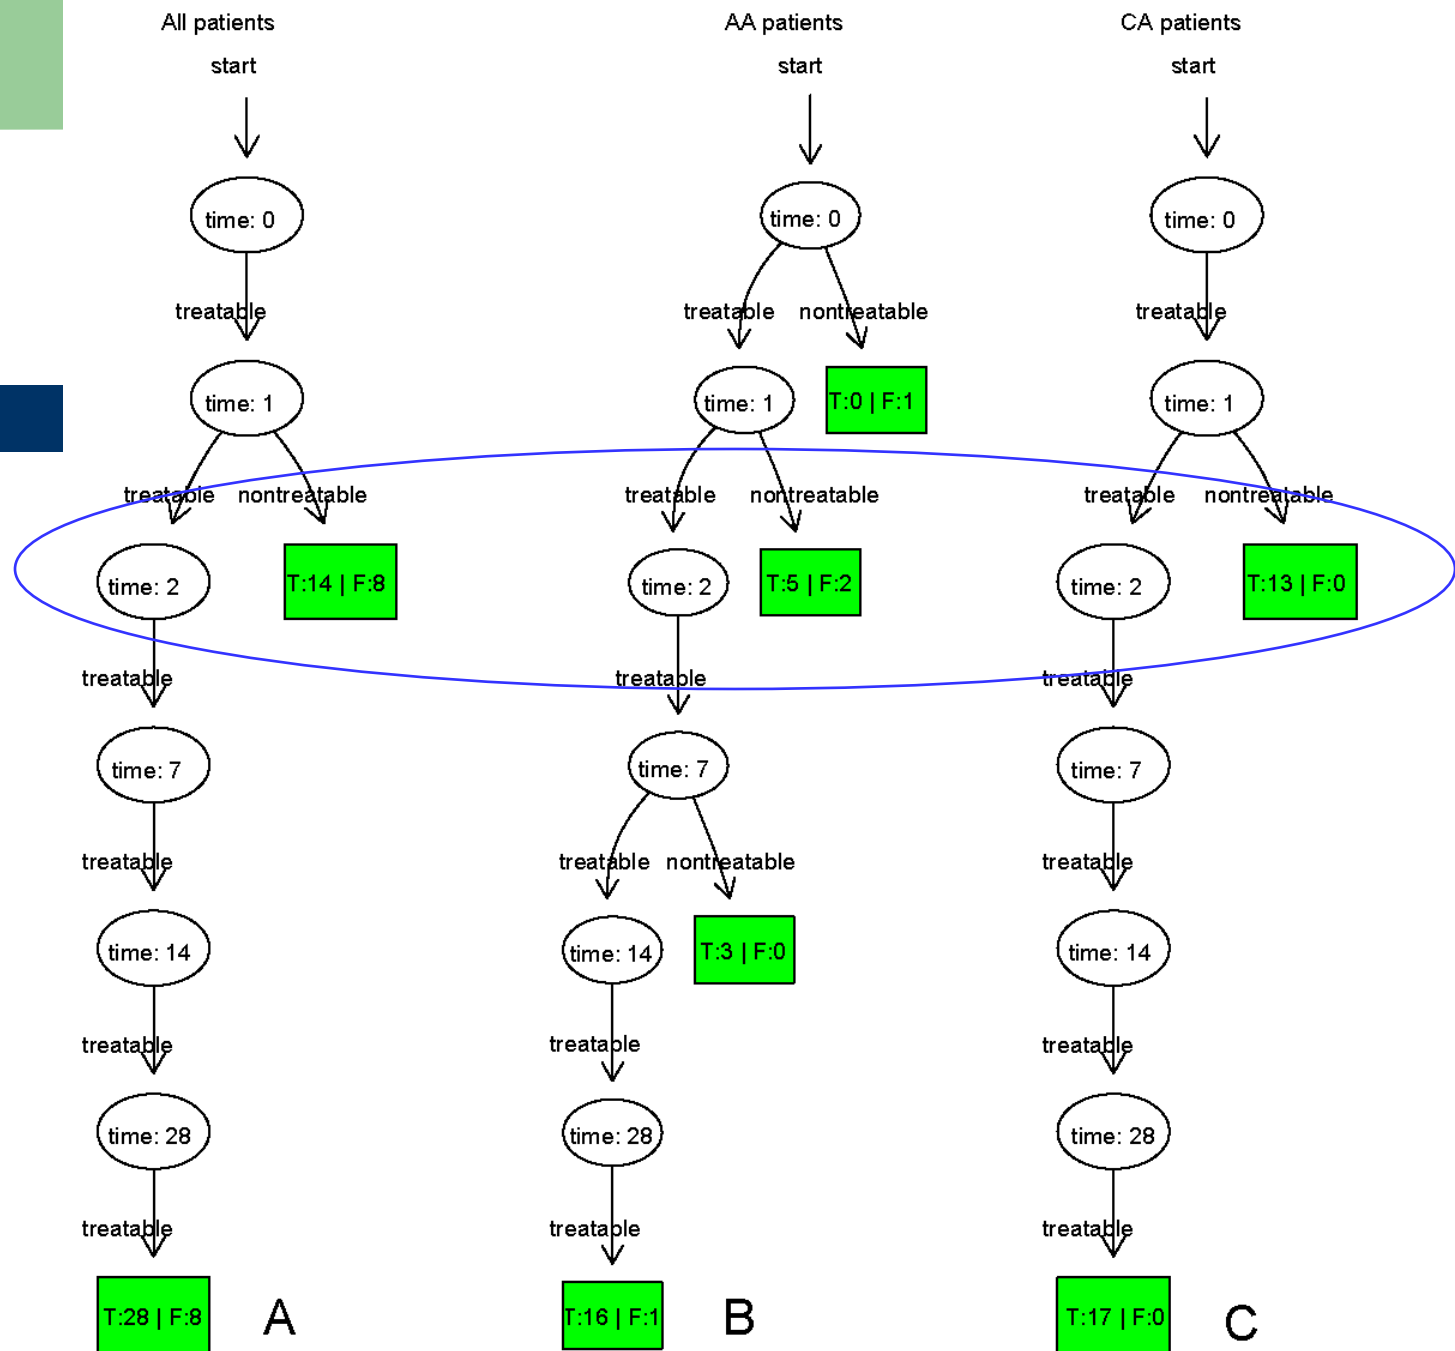 All patients
start
time: 0
treatable
time: 1
treatable
nontreatable
time: 2
T:14 | F:8
treatable
time: 7
treatable
time: 14
treatable
time: 28
treatable
T:28 | F:8
A
AA patients
start
time: 0
treatable
nontreatable
time: 1
T:0 | F:1
treatable
nontreatable
time: 2
T:5 | F:2
treatable
time: 7
treatable
nontreatable
time: 14
T:3 | F:0
treatable
time: 28
treatable
T:16 | F:1
B
CA patients
start
time: 0
treatable
time: 1
treatable
nontreatable
time: 2
T:13 | F:0
treatable
time: 7
treatable
time: 14
treatable
time: 28
treatable
T:17 | F:0
C